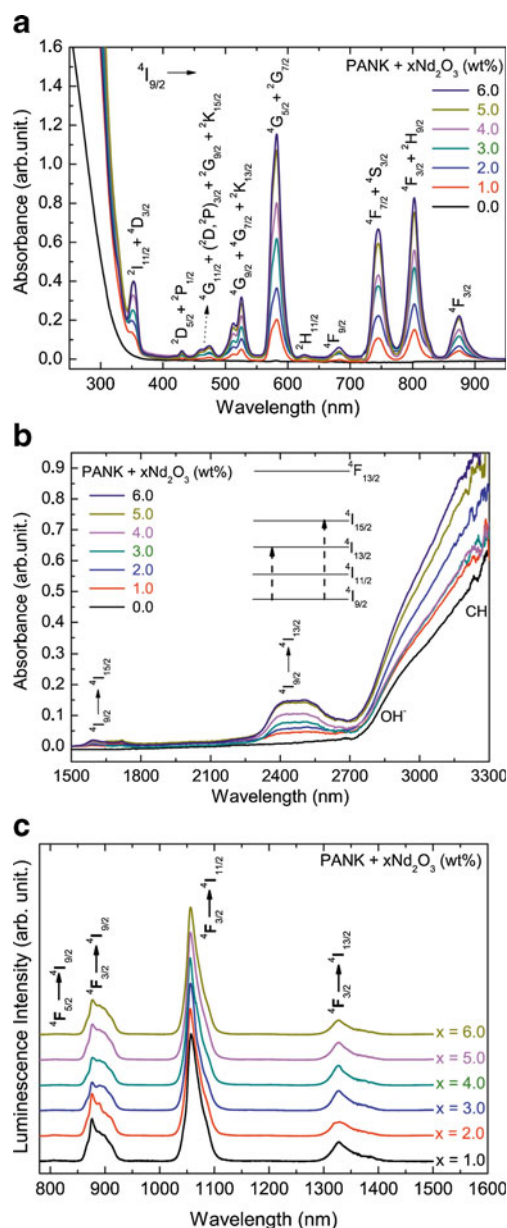 a
⁴I₉/₂
PANK + xNd₂O₃ (wt%)
6.0
5.0
4.0
3.0
2.0
1.0
0.0
²I₁₁/₂ + ⁴D₃/₂
²D₅/₂ + ²P₁/₂
⁴G₁₁/₂ + (²D,²P)₃/₂ + ²G₉/₂ + ²K₁₅/₂
⁴G₉/₂ + ⁴G₇/₂ + ²K₁₃/₂
⁴G₅/₂ + ²G₇/₂
²H₁₁/₂
⁴F₉/₂
⁴F₇/₂ + ⁴S₃/₂
⁴F₃/₂ + ²H₉/₂
⁴F₃/₂
Absorbance (arb.unit.)
1.6
1.4
1.2
1.0
0.8
0.6
0.4
0.2
0.0
300 400 500 600 700 800 900
Wavelength (nm)
b
PANK + xNd₂O₃ (wt%)
6.0
5.0
4.0
3.0
2.0
1.0
0.0
⁴F₁₃/₂
⁴I₁₅/₂
⁴I₁₃/₂
⁴I₁₁/₂
⁴I₉/₂
⁴I₁₅/₂
⁴I₉/₂
⁴I₁₃/₂
⁴I₉/₂
OH⁻
CH
Absorbance (arb.unit.)
0.9
0.8
0.7
0.6
0.5
0.4
0.3
0.2
0.1
0.0
1500 1800 2100 2400 2700 3000 3300
Wavelength (nm)
c
PANK + xNd₂O₃ (wt%)
⁴I₉/₂
⁴F₅/₂
⁴I₉/₂
⁴F₃/₂
⁴I₁₁/₂
⁴F₃/₂
⁴I₁₃/₂
⁴F₃/₂
x = 6.0
x = 5.0
x = 4.0
x = 3.0
x = 2.0
x = 1.0
Luminescence Intensity (arb. unit.)
800 900 1000 1100 1200 1300 1400 1500 1600
Wavelength (nm)